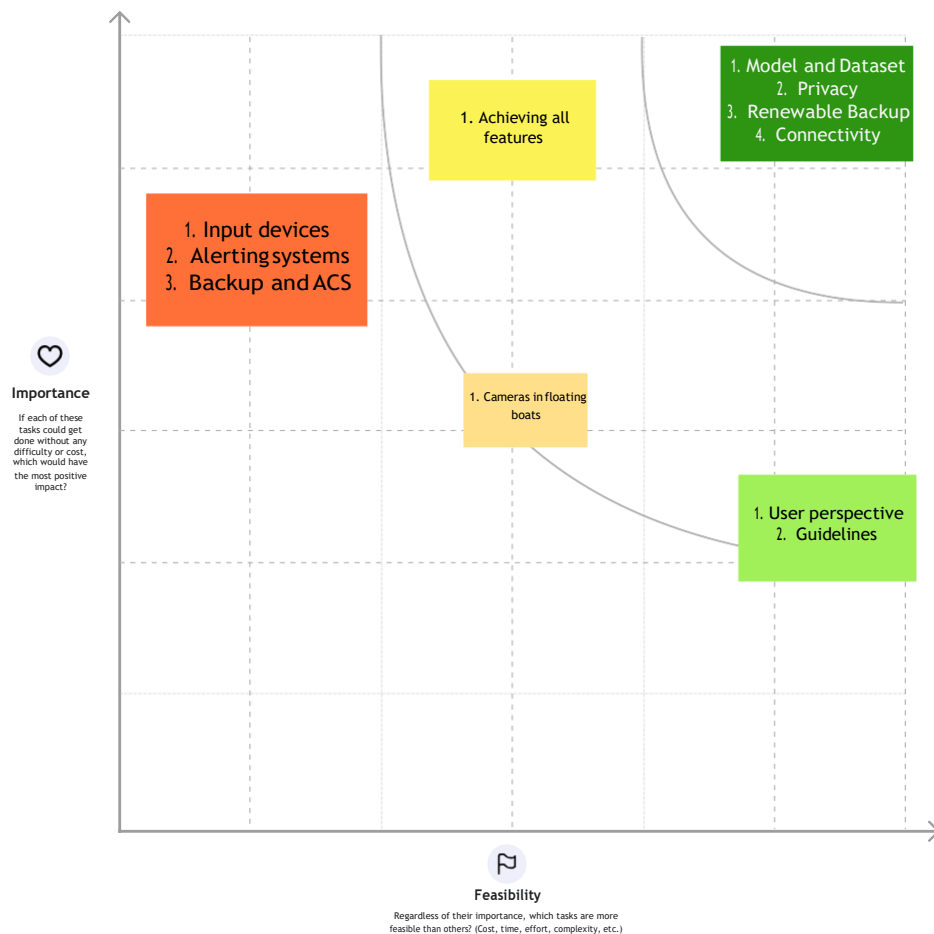 1. Model and Dataset
2. Privacy
3. Renewable Backup
4. Connectivity
1. Achieving all
features
1. Input devices
2. Alerting systems
3. Backup and ACS
Importance
If each of these
tasks could get
done without any
difficulty or cost,
which would have
the most positive
impact?
1. Cameras in floating
boats
1. User perspective
2. Guidelines
Feasibility
Regardless of their importance, which tasks are more
feasible than others? (Cost, time, effort, complexity, etc.)